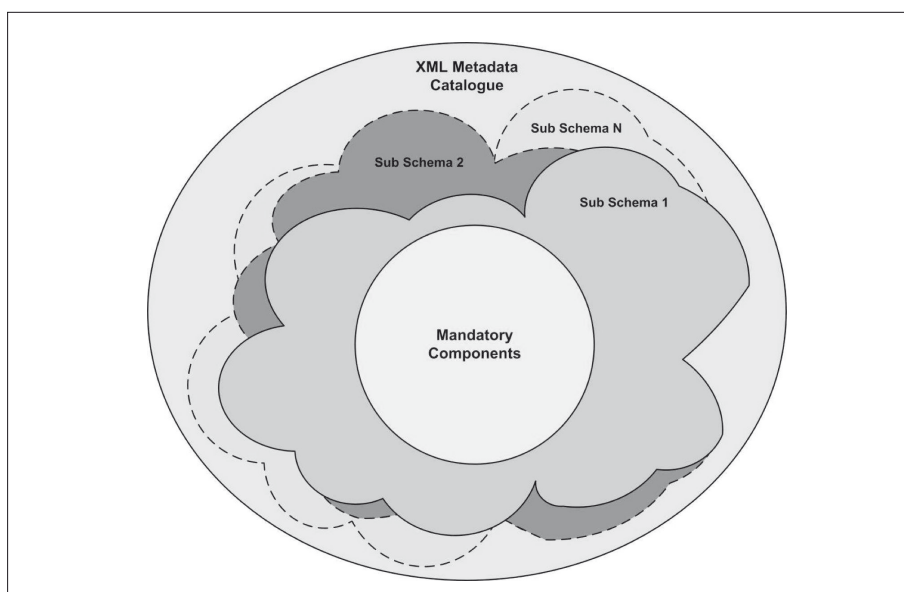 XML Metadata
Catalogue
Sub Schema N
Sub Schema 2
Sub Schema 1
Mandatory
Components